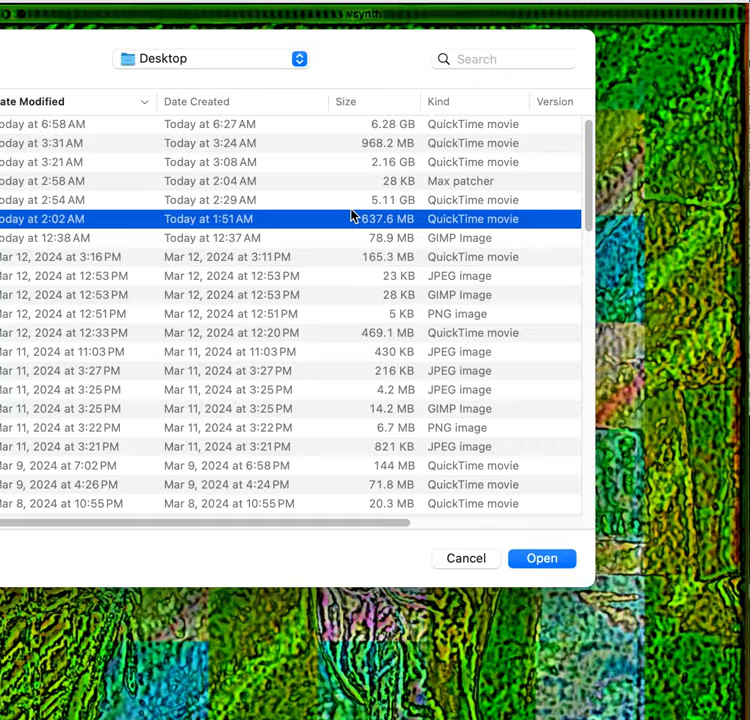 vsynth
Desktop
Search
ate Modified Date Created Size Kind Version
oday at 6:58 AM Today at 6:27 AM 6.28 GB QuickTime movie
oday at 3:31 AM Today at 3:24 AM 968.2 MB QuickTime movie
oday at 3:21 AM Today at 3:08 AM 2.16 GB QuickTime movie
oday at 2:58 AM Today at 2:04 AM 28 KB Max patcher
oday at 2:54 AM Today at 2:29 AM 5.11 GB QuickTime movie
oday at 2:02 AM Today at 1:51 AM 637.6 MB QuickTime movie
oday at 12:38 AM Today at 12:37 AM 78.9 MB GIMP Image
ar 12, 2024 at 3:16 PM Mar 12, 2024 at 3:11 PM 165.3 MB QuickTime movie
ar 12, 2024 at 12:53 PM Mar 12, 2024 at 12:53 PM 23 KB JPEG image
ar 12, 2024 at 12:53 PM Mar 12, 2024 at 12:53 PM 28 KB GIMP Image
ar 12, 2024 at 12:51 PM Mar 12, 2024 at 12:51 PM 5 KB PNG image
ar 12, 2024 at 12:33 PM Mar 12, 2024 at 12:20 PM 469.1 MB QuickTime movie
ar 11, 2024 at 11:03 PM Mar 11, 2024 at 11:03 PM 430 KB JPEG image
ar 11, 2024 at 3:27 PM Mar 11, 2024 at 3:27 PM 216 KB JPEG image
ar 11, 2024 at 3:25 PM Mar 11, 2024 at 3:25 PM 4.2 MB JPEG image
ar 11, 2024 at 3:25 PM Mar 11, 2024 at 3:25 PM 14.2 MB GIMP Image
ar 11, 2024 at 3:22 PM Mar 11, 2024 at 3:22 PM 6.7 MB PNG image
ar 11, 2024 at 3:21 PM Mar 11, 2024 at 3:21 PM 821 KB JPEG image
ar 9, 2024 at 7:02 PM Mar 9, 2024 at 6:58 PM 144 MB QuickTime movie
ar 9, 2024 at 4:26 PM Mar 9, 2024 at 4:24 PM 71.8 MB QuickTime movie
ar 8, 2024 at 10:55 PM Mar 8, 2024 at 10:55 PM 20.3 MB QuickTime movie
Cancel Open